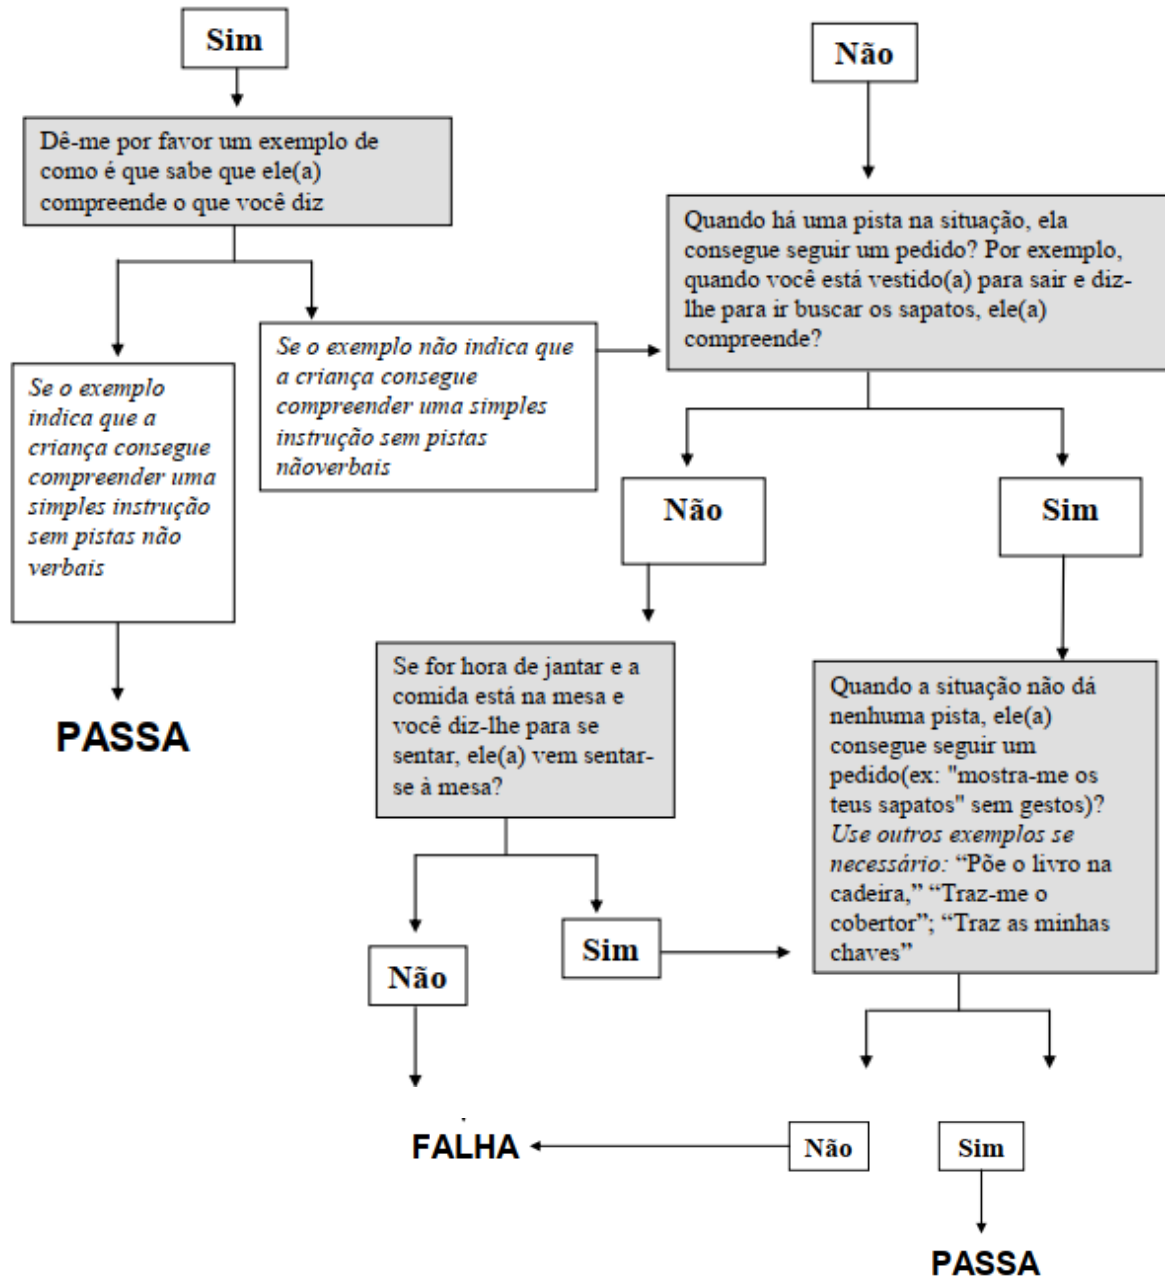 Sim
Não
Dê-me por favor um exemplo de
como é que sabe que ele(a)
compreende o que você diz
Quando há uma pista na situação, ela
consegue seguir um pedido? Por exemplo,
quando você está vestido(a) para sair e diz-
lhe para ir buscar os sapatos, ele(a)
compreende?
Se o exemplo
indica que a
criança consegue
compreender uma
simples instrução
sem pistas não
verbais
Se o exemplo não indica que
a criança consegue
compreender uma simples
instrução sem pistas
nãoverbais
Não
Sim
PASSA
Se for hora de jantar e a
comida está na mesa e
você diz-lhe para se
sentar, ele(a) vem sentar-
se à mesa?
Quando a situação não dá
nenhuma pista, ele(a)
consegue seguir um
pedido(ex: "mostra-me os
teus sapatos" sem gestos)?
Use outros exemplos se
necessário: “Põe o livro na
cadeira,” “Traz-me o
cobertor”; “Traz as minhas
chaves”
Não
Sim
FALHA
Não
Sim
PASSA